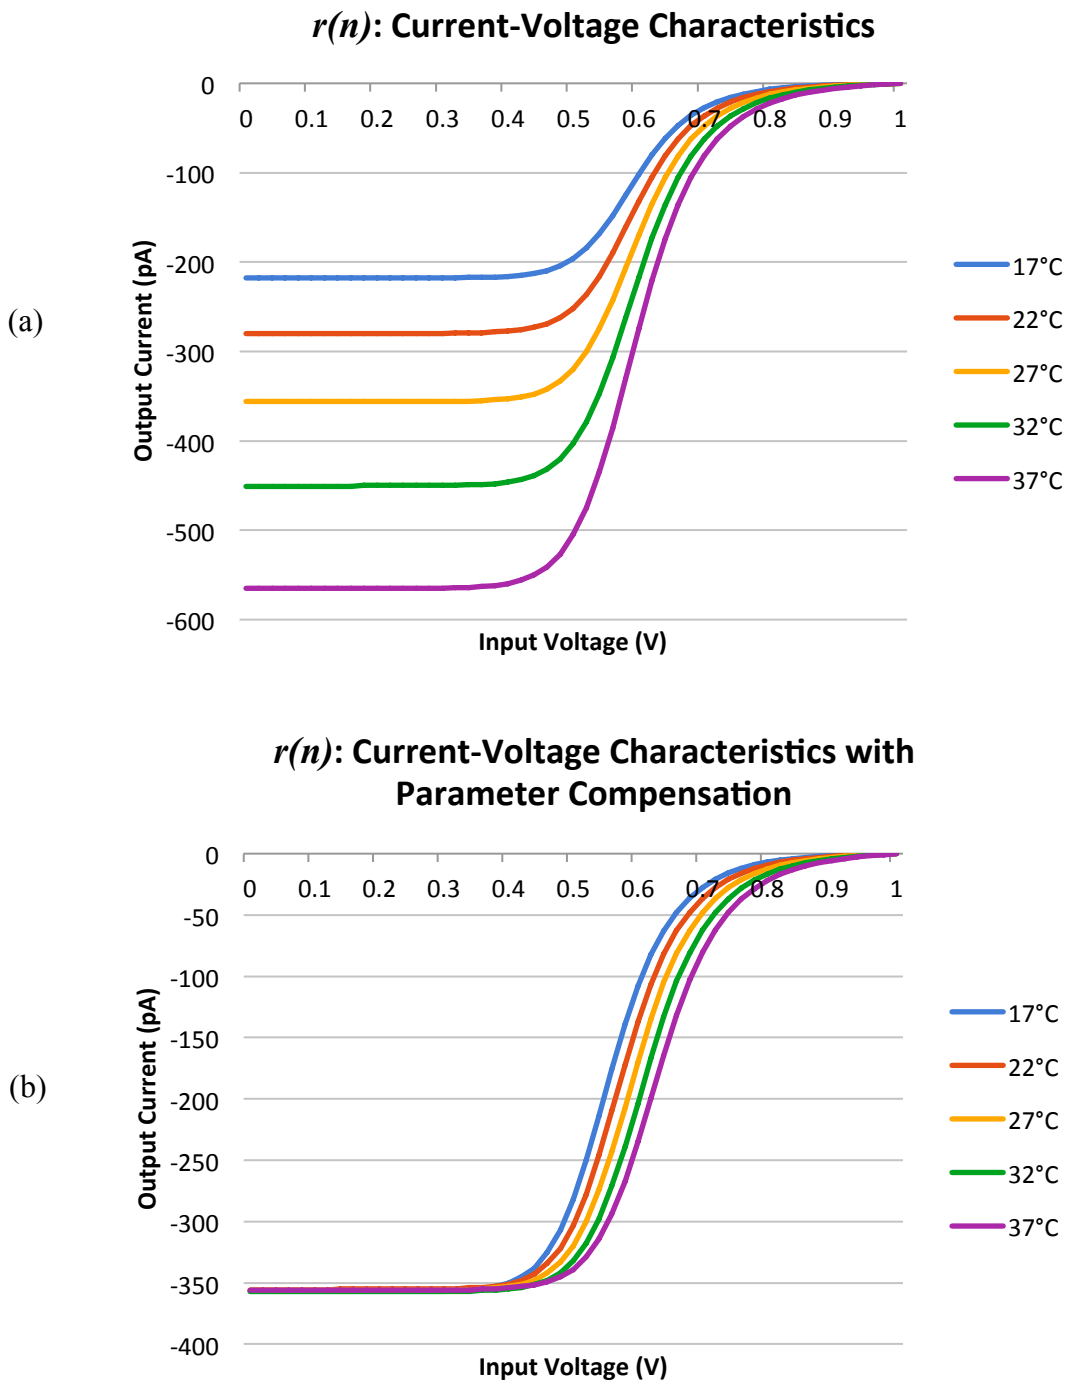 r(n): Current-Voltage Characteristics
0
0 0.1 0.2 0.3 0.4 0.5 0.6 0.7 0.8 0.9 1
-100
-200
-300
-400
-500
-600
Output Current (pA)
Input Voltage (V)
17°C
22°C
27°C
32°C
37°C
(a)
r(n): Current-Voltage Characteristics with
Parameter Compensation
0
0 0.1 0.2 0.3 0.4 0.5 0.6 0.7 0.8 0.9 1
-50
-100
-150
-200
-250
-300
-350
-400
Output Current (pA)
Input Voltage (V)
17°C
22°C
27°C
32°C
37°C
(b)